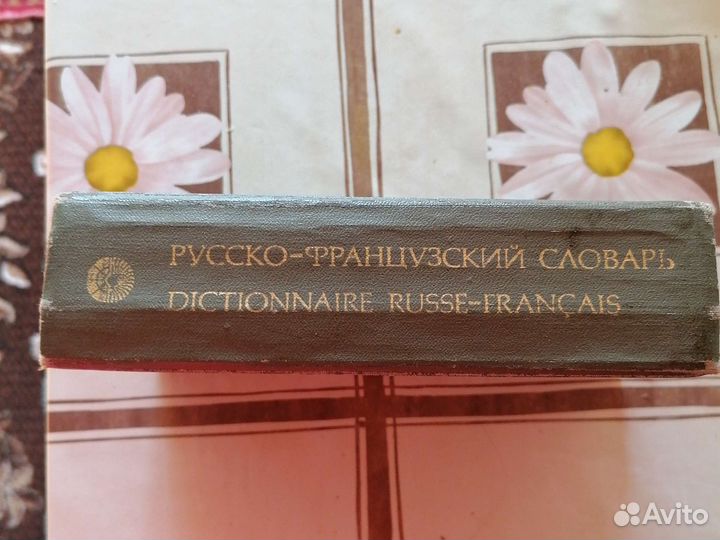 РУССКО-ФРАНЦУЗСКИЙ СЛОВАРЬ
DICTIONNAIRE RUSSE-FRANÇAIS
Avito